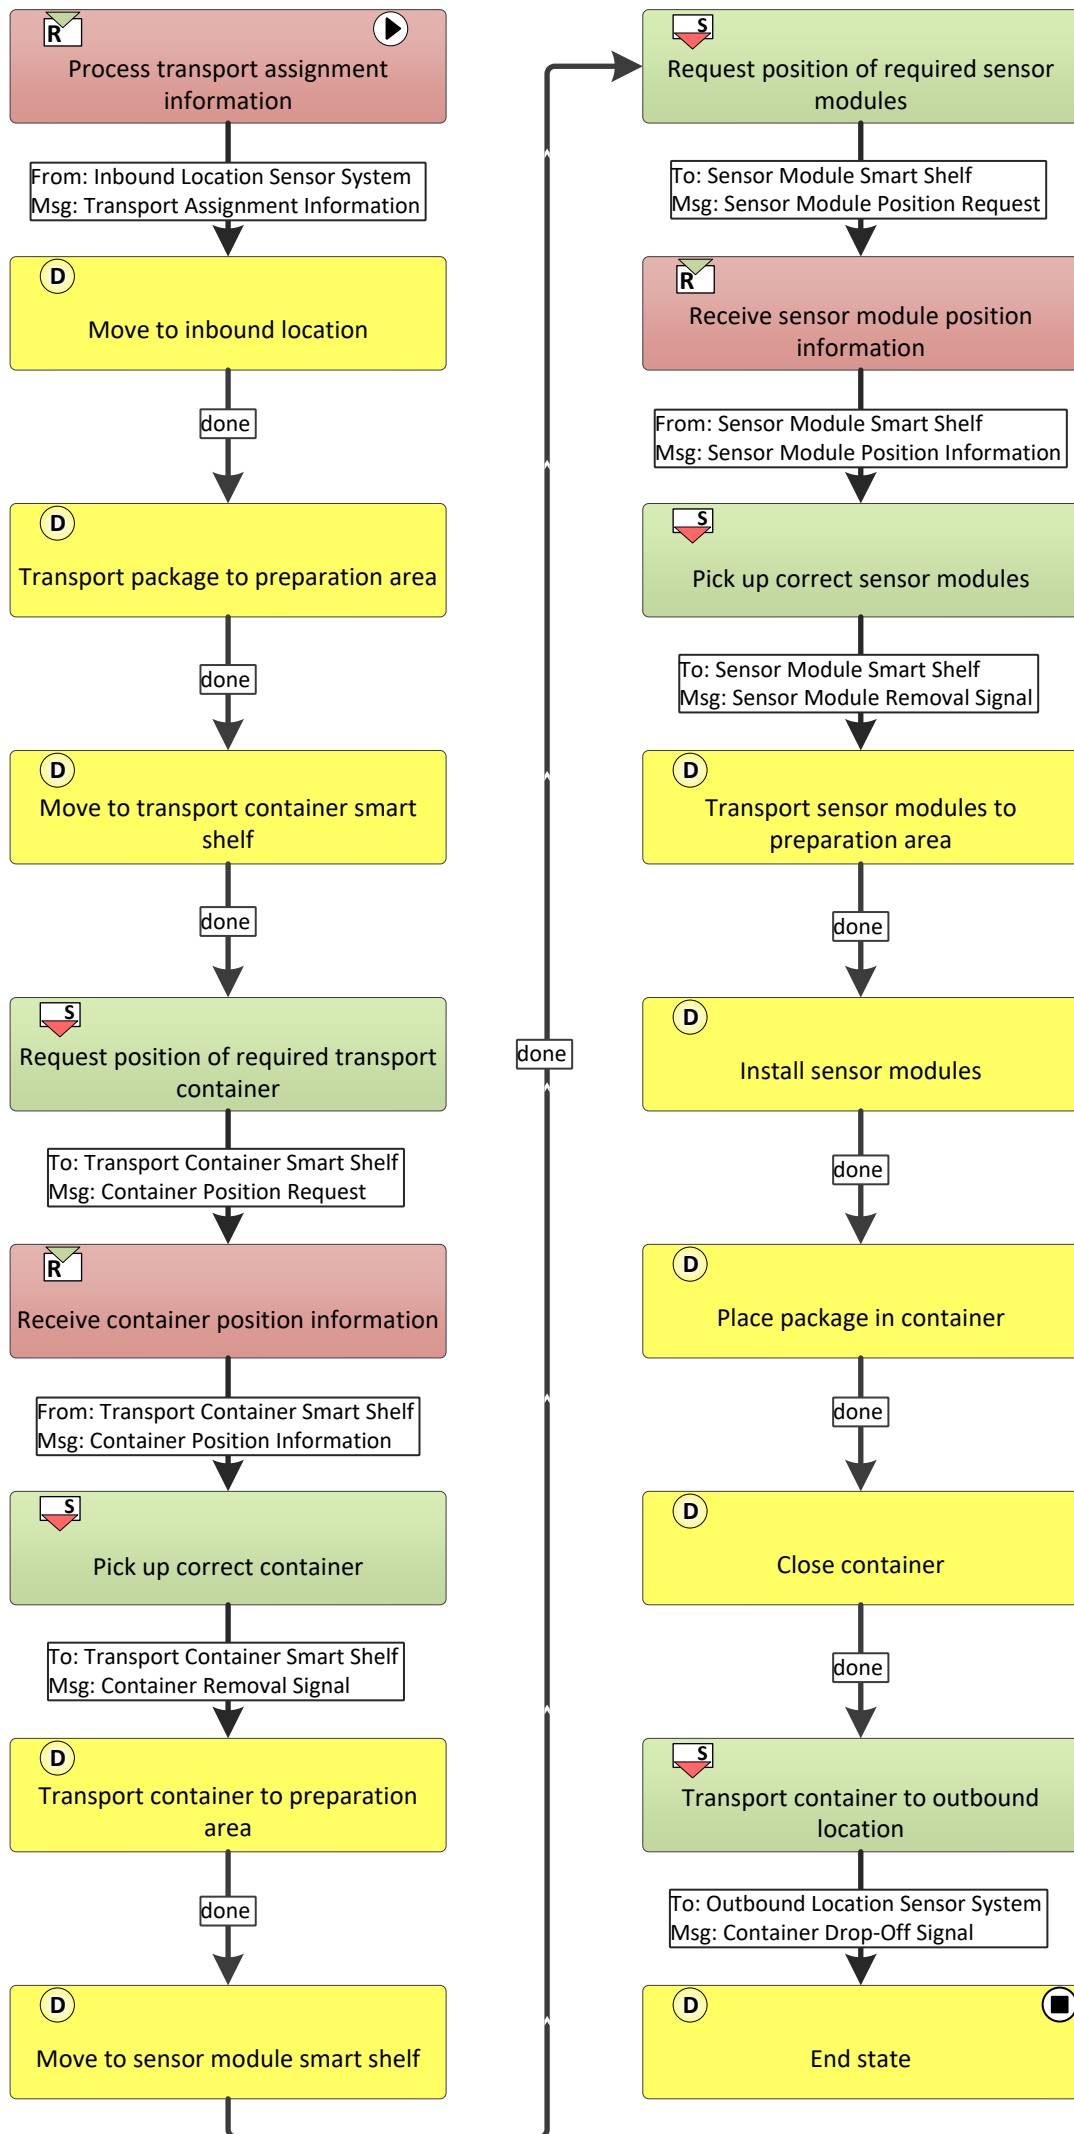 R
Process transport assignment
information
From: Inbound Location Sensor System
Msg: Transport Assignment Information
D
Move to inbound location
done
D
Transport package to preparation area
done
D
Move to transport container smart
shelf
done
S
Request position of required transport
container
To: Transport Container Smart Shelf
Msg: Container Position Request
R
Receive container position information
From: Transport Container Smart Shelf
Msg: Container Position Information
S
Pick up correct container
To: Transport Container Smart Shelf
Msg: Container Removal Signal
D
Transport container to preparation
area
done
D
Move to sensor module smart shelf
done
S
Request position of required sensor
modules
To: Sensor Module Smart Shelf
Msg: Sensor Module Position Request
R
Receive sensor module position
information
From: Sensor Module Smart Shelf
Msg: Sensor Module Position Information
S
Pick up correct sensor modules
To: Sensor Module Smart Shelf
Msg: Sensor Module Removal Signal
D
Transport sensor modules to
preparation area
done
D
Install sensor modules
done
D
Place package in container
done
D
Close container
done
S
Transport container to outbound
location
To: Outbound Location Sensor System
Msg: Container Drop-Off Signal
D
End state